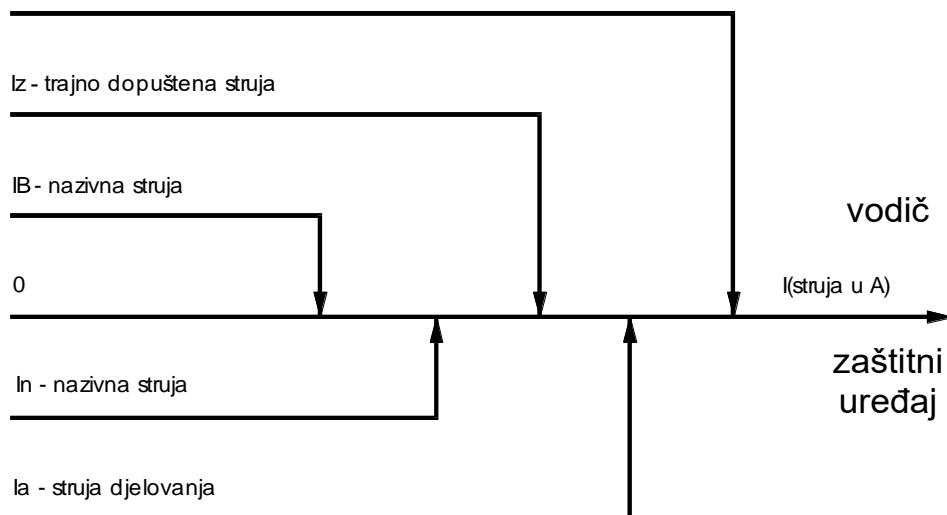 Iz - trajno dopuštena struja
IB - nazivna struja
vodič
0
I(struja u A)
zaštitni
uređaj
In - nazivna struja
Ia - struja djelovanja